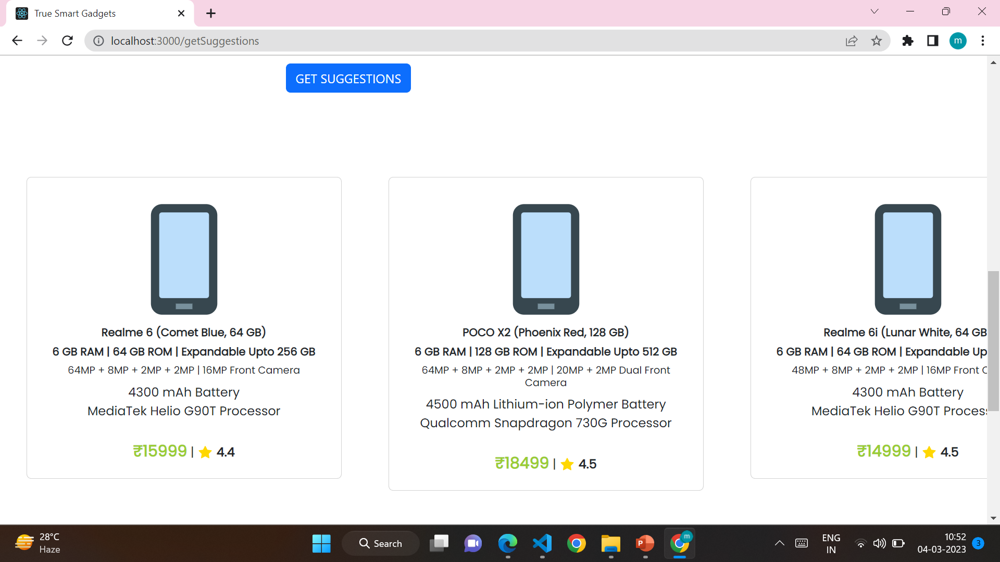 True Smart Gadgets
localhost:3000/getSuggestions
m
GET SUGGESTIONS
Realme 6 (Comet Blue, 64 GB)
6 GB RAM | 64 GB ROM | Expandable Upto 256 GB
64MP + 8MP + 2MP + 2MP | 16MP Front Camera
4300 mAh Battery
MediaTek Helio G90T Processor
₹15999 | 4.4
POCO X2 (Phoenix Red, 128 GB)
6 GB RAM | 128 GB ROM | Expandable Upto 512 GB
64MP + 8MP + 2MP + 2MP | 20MP + 2MP Dual Front
Camera
4500 mAh Lithium-ion Polymer Battery
Qualcomm Snapdragon 730G Processor
₹18499 | 4.5
Realme 6i (Lunar White, 64 GB
6 GB RAM | 64 GB ROM | Expandable Up
48MP + 8MP + 2MP + 2MP | 16MP Front
4300 mAh Battery
MediaTek Helio G90T Process
₹14999 | 4.5
28°C
Haze
Search
P
m
ENG
IN
10:52
04-03-2023
3